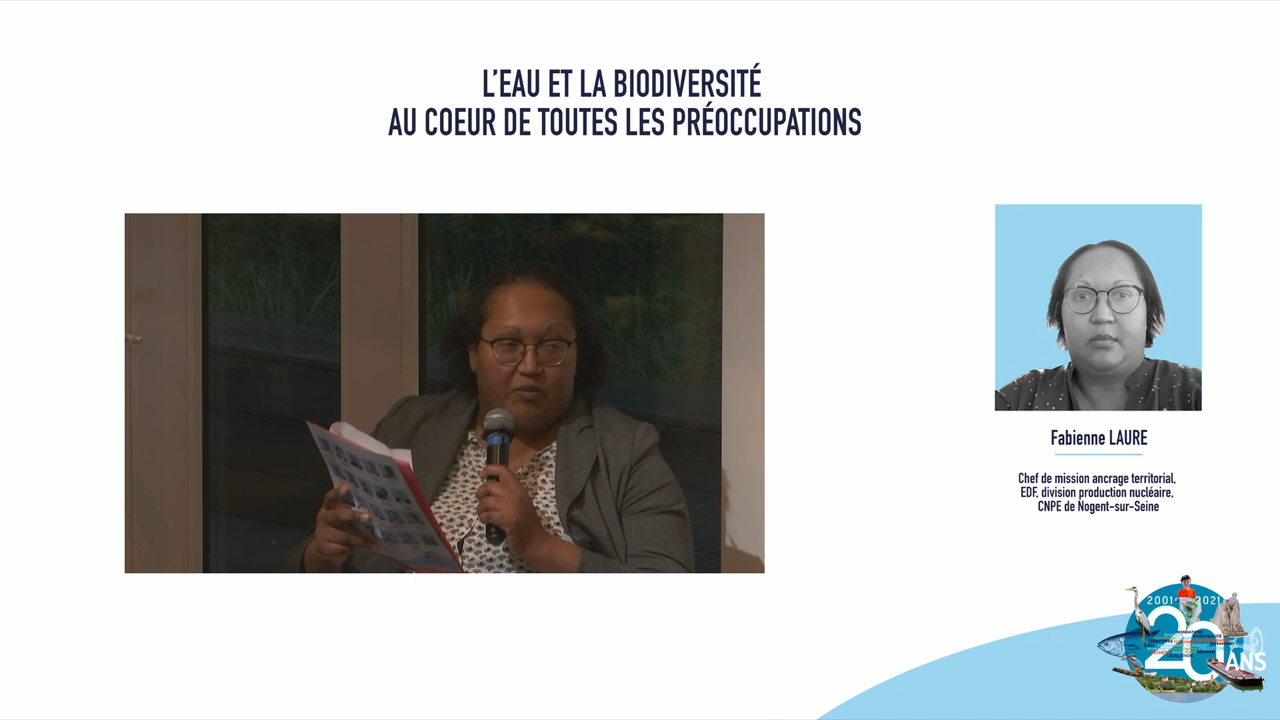 L'EAU ET LA BIODIVERSITÉ
AU COEUR DE TOUTES LES PRÉOCCUPATIONS
Fabienne LAURE
Chef de mission ancrage territorial,
EDF, division production nucléaire,
CNPE de Nogent-sur-Seine
2001 - 2021
20
ANS